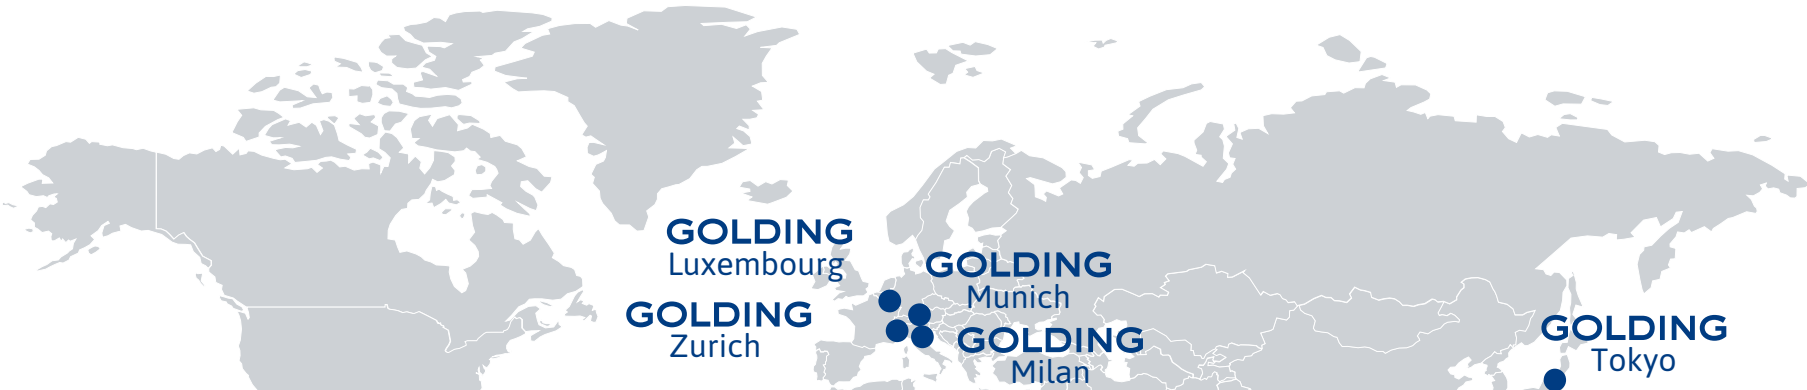 GOLDING
Luxembourg
GOLDING
Munich
GOLDING
Zurich
GOLDING
Milan
GOLDING
Tokyo